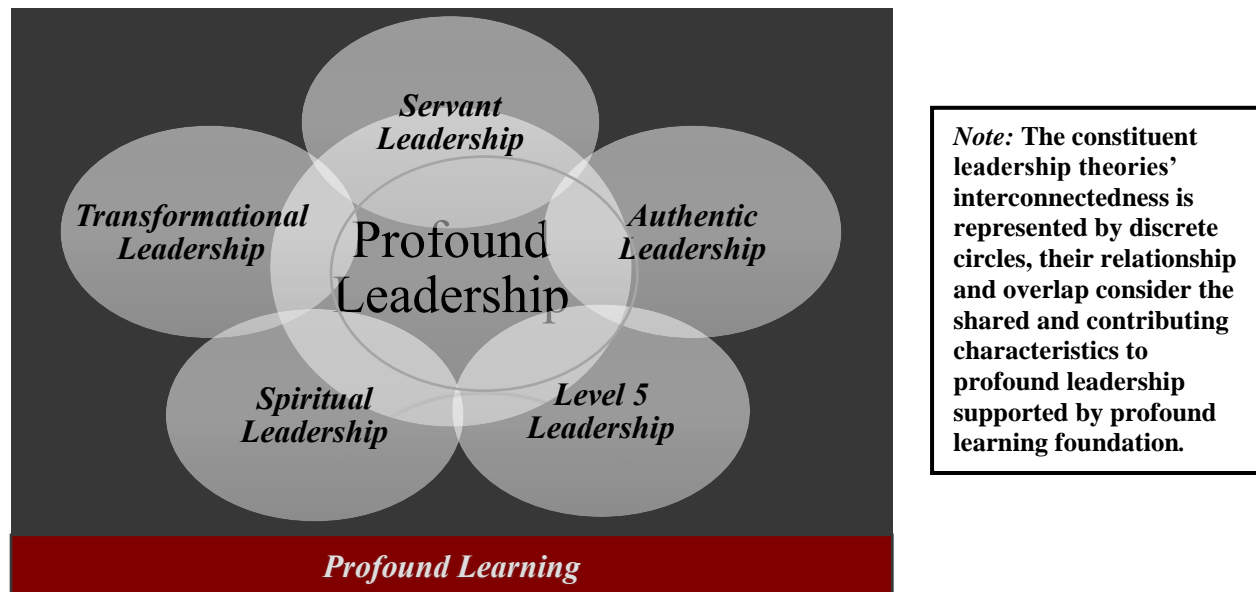 Servant
Leadership
Transformational
Leadership
Profound
Leadership
Authentic
Leadership
Spiritual
Leadership
Level 5
Leadership
Profound Learning
Note: The constituent
leadership theories’
interconnectedness is
represented by discrete
circles, their relationship
and overlap consider the
shared and contributing
characteristics to
profound leadership
supported by profound
learning foundation.